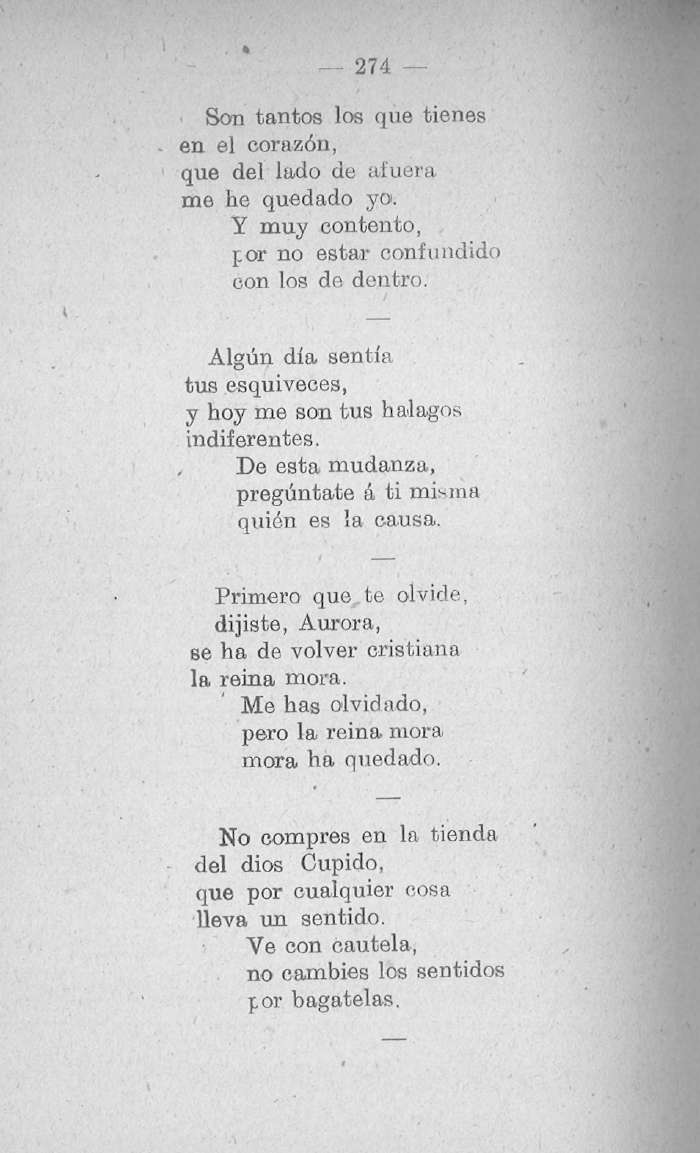 — 274 —
Son tantos los que tienes
en el corazón,
que del lado de afuera
me he quedado yo.
Y muy contento,
por no estar confundido
con los de dentro.
—
Algún día sentía
tus esquiveces,
y hoy me son tus halagos
indiferentes.
De esta mudanza,
pregúntate á ti misma
quién es la causa.
—
Primero que te olvide,
dijiste, Aurora,
se ha de volver cristiana
la reina mora.
Me has olvidado,
pero la reina mora
mora ha quedado.
—
No compres en la tienda
del dios Cupido,
que por cualquier cosa
lleva un sentido.
Ve con cautela,
no cambies los sentidos
por bagatelas.
—